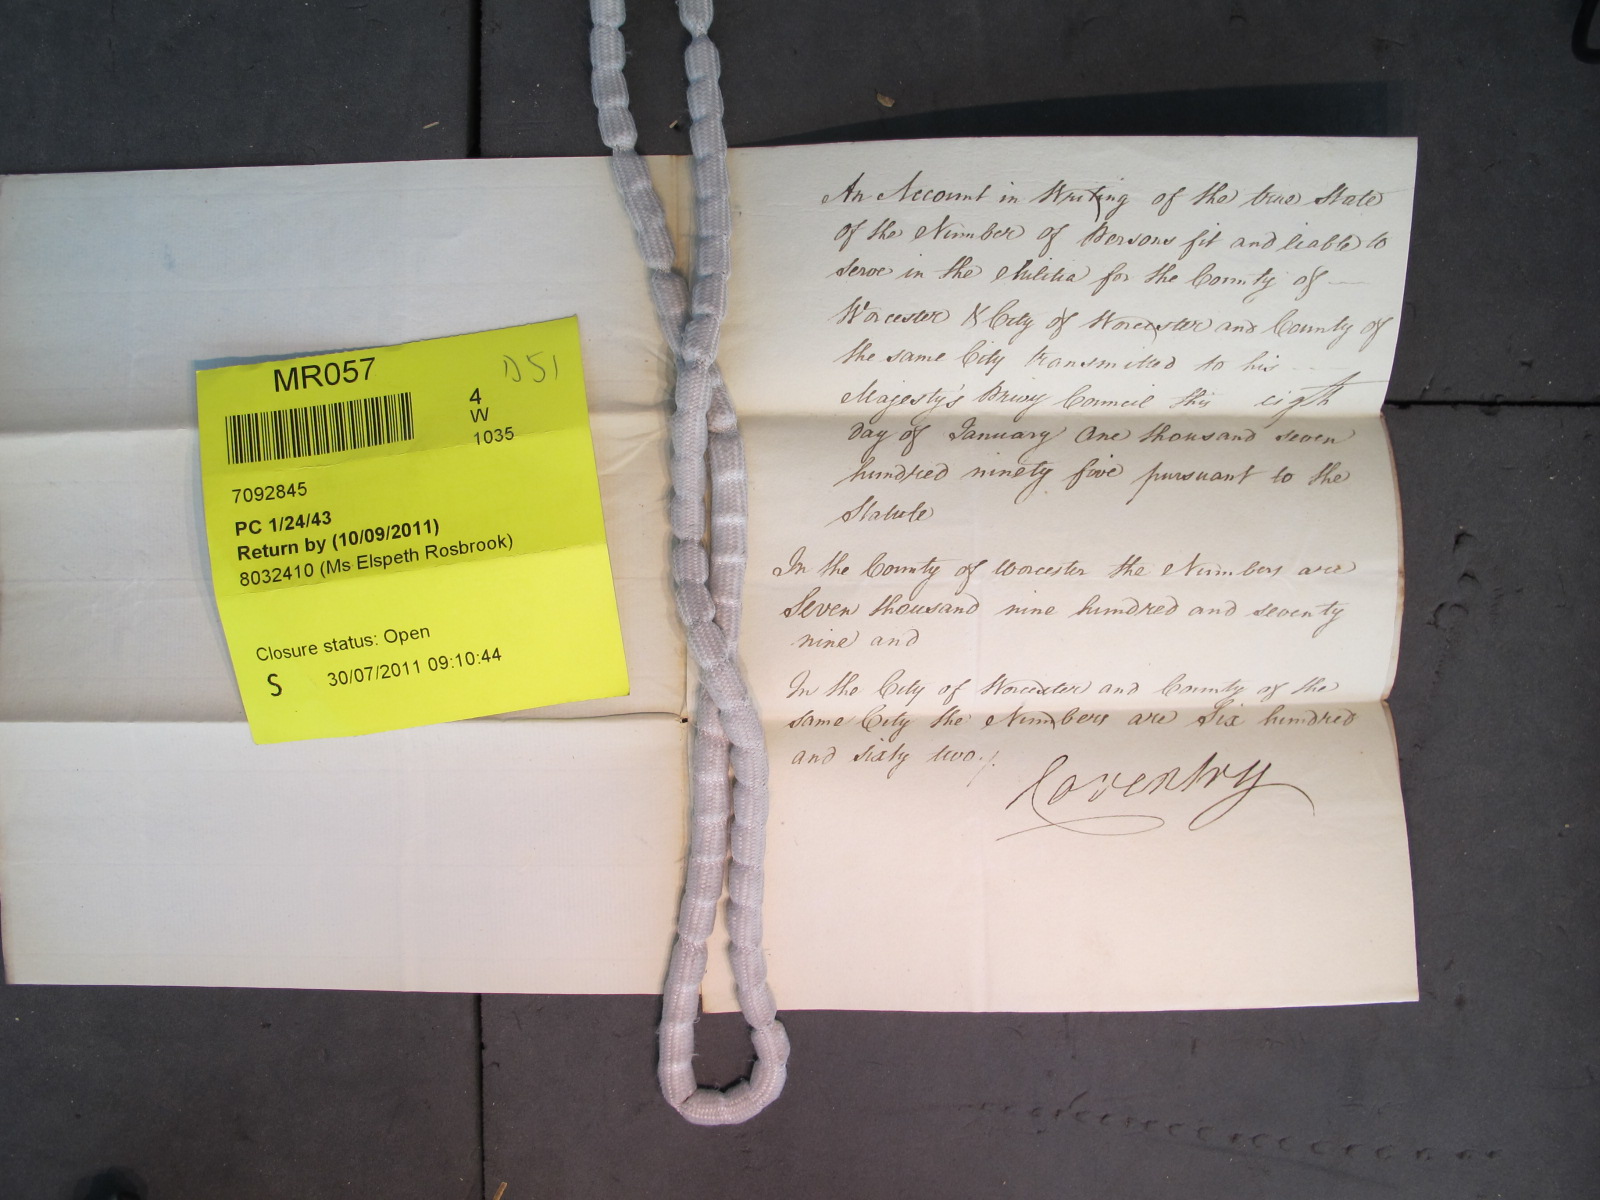 MR057
D51
4
W
1035
7092845
PC 1/24/43
Return by (10/09/2011)
8032410 (Ms Elspeth Rosbrook)
Closure status: Open
S 30/07/2011 09:10:44
An Account in Writing of the true State
of the Number of Persons fit and liable to
serve in the Militia for the County of
Worcester & City of Worcester and County of
the same City transmitted to his
Majesty's Privy Council this eigth
day of January One thousand seven
hundred ninety five pursuant to the
Statute
In the County of Worcester the Numbers are
Seven thousand nine hundred and seventy
nine and
In the City of Worcester and County of the
same City the Numbers are Six hundred
and sixty two./.
Coventry